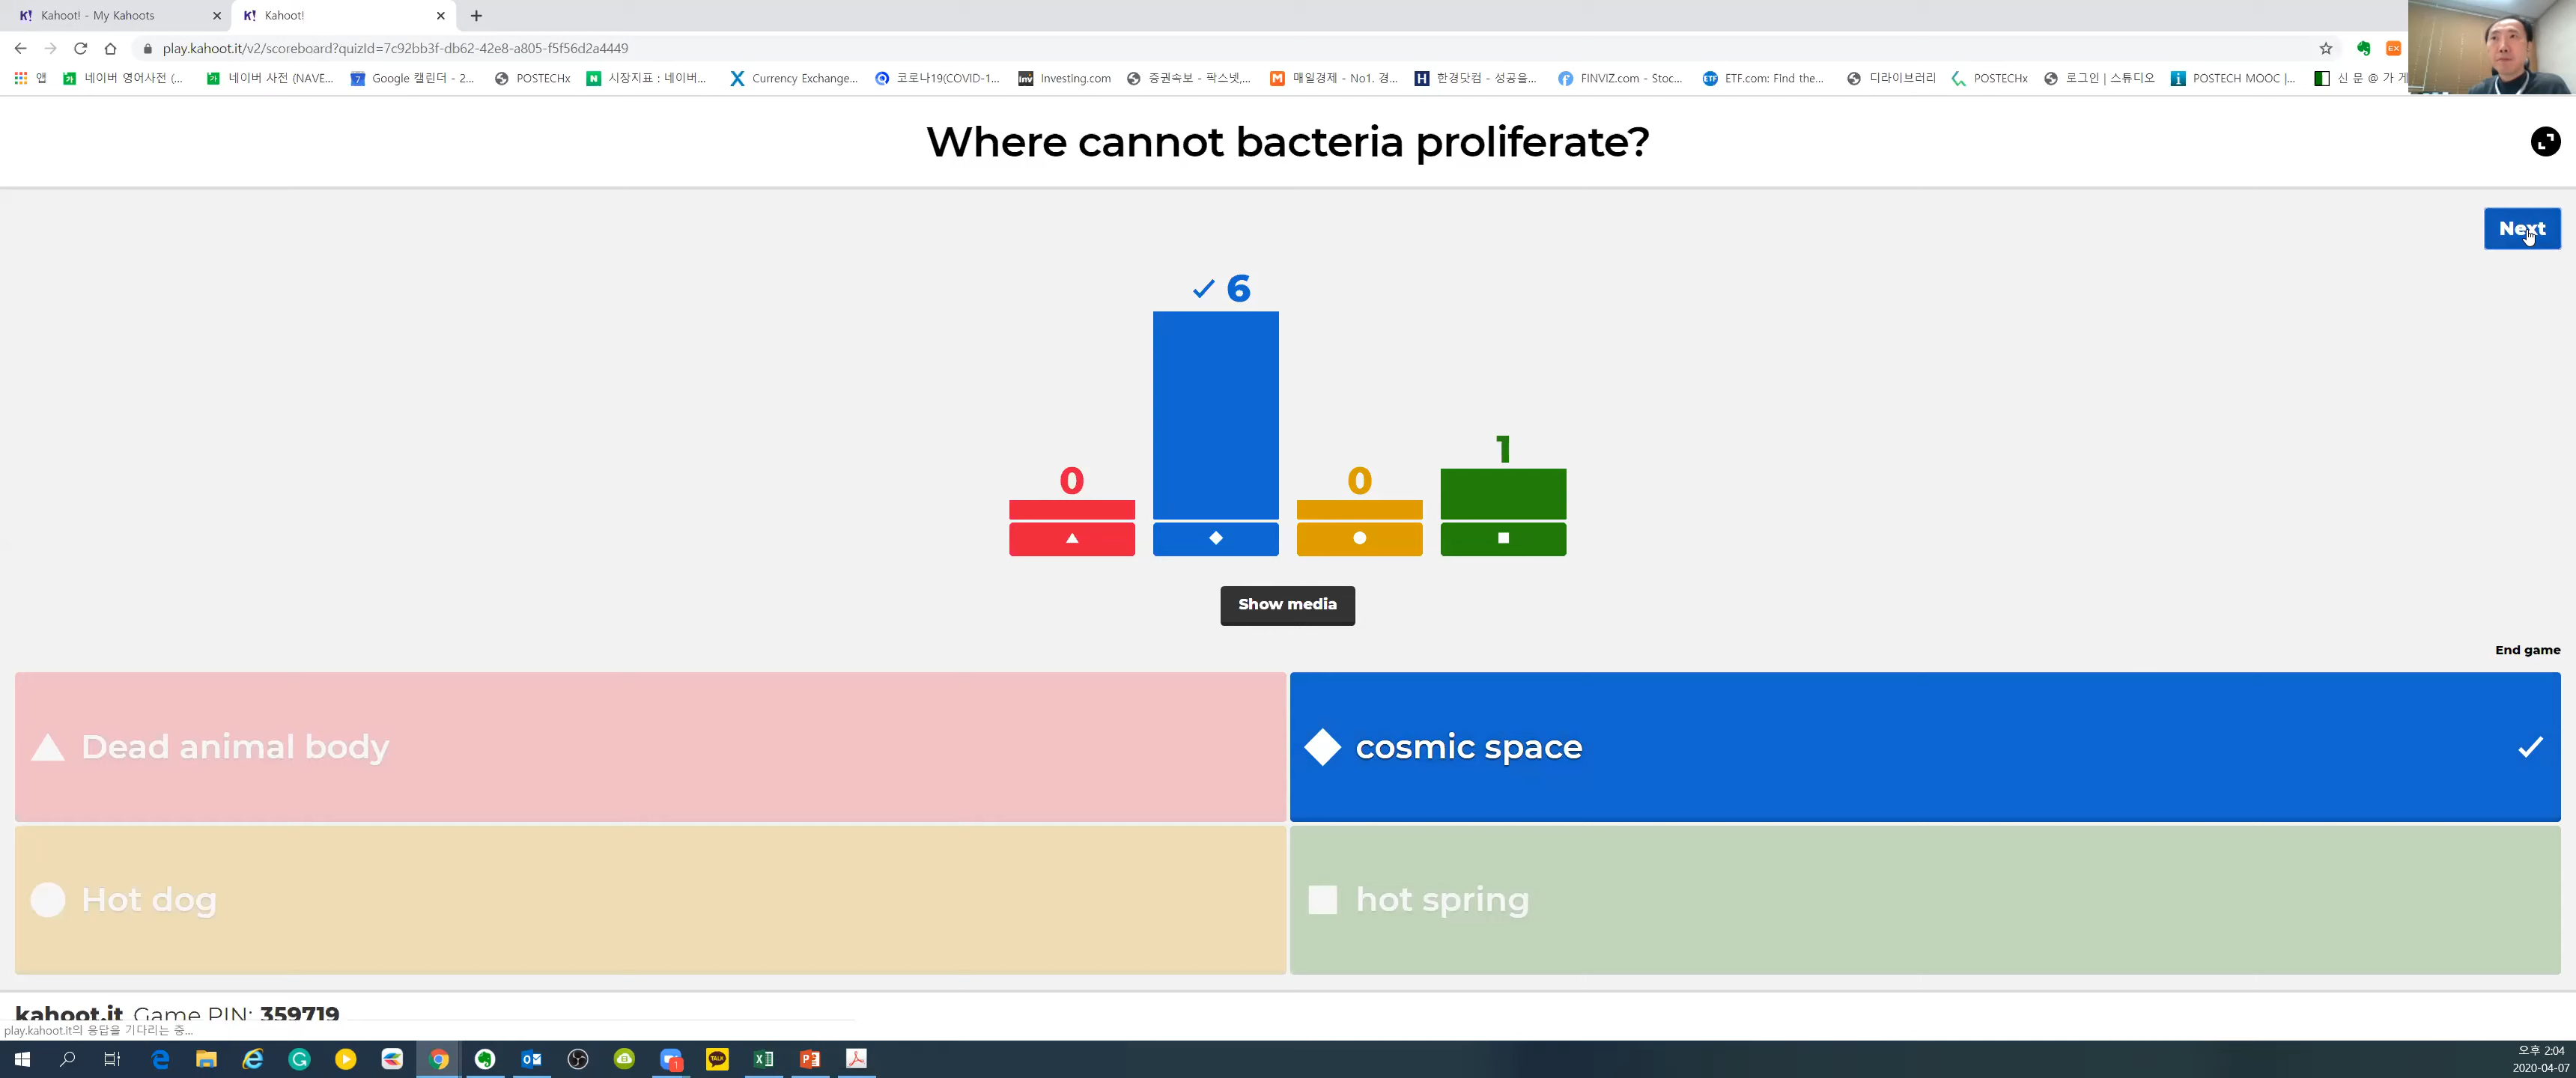 Kahoot! - My Kahoots
Kahoot!
play.kahoot.it/v2/scoreboard?quizId=7c92bb3f-db62-42e8-a805-f5f56d2a4449
앱 네이버 영어사전 (... 네이버 사전 (NAVE... Google 캘린더 - 2... POSTECHx 시장지표 : 네이버... Currency Exchange... 코로나19(COVID-1... Investing.com 증권속보 - 팍스넷,... 매일경제 - No1. 경... 한경닷컴 - 성공을... FINVIZ.com - Stoc... ETF.com: Find the... 디라이브러리 POSTECHx 로그인 | 스튜디오 POSTECH MOOC |... 신 문 @ 가 게
Where cannot bacteria proliferate?
Next
6
1
0
0
Show media
End game
Dead animal body
cosmic space
Hot dog
hot spring
kahoot.it Game PIN: 359719
play.kahoot.it의 응답을 기다리는 중...
오후 2:04
2020-04-07